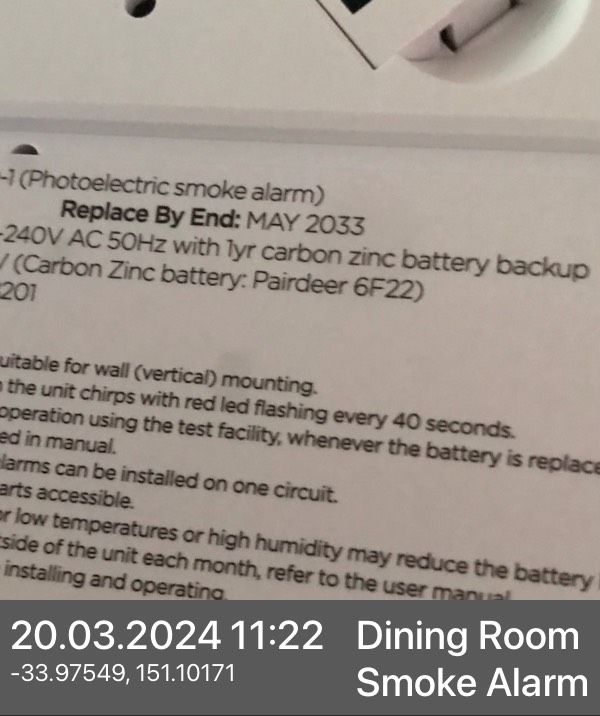 -1 (Photoelectric smoke alarm)
Replace By End: MAY 2033
-240V AC 50Hz with 1yr carbon zinc battery backup
(Carbon Zinc battery: Pairdeer 6F22)
201
uitable for wall (vertical) mounting.
the unit chirps with red led flashing every 40 seconds.
operation using the test facility, whenever the battery is replace
ed in manual.
larms can be installed on one circuit.
arts accessible.
or low temperatures or high humidity may reduce the battery
tside of the unit each month, refer to the user manual
installing and operating.
20.03.2024 11:22
-33.97549, 151.10171
Dining Room
Smoke Alarm